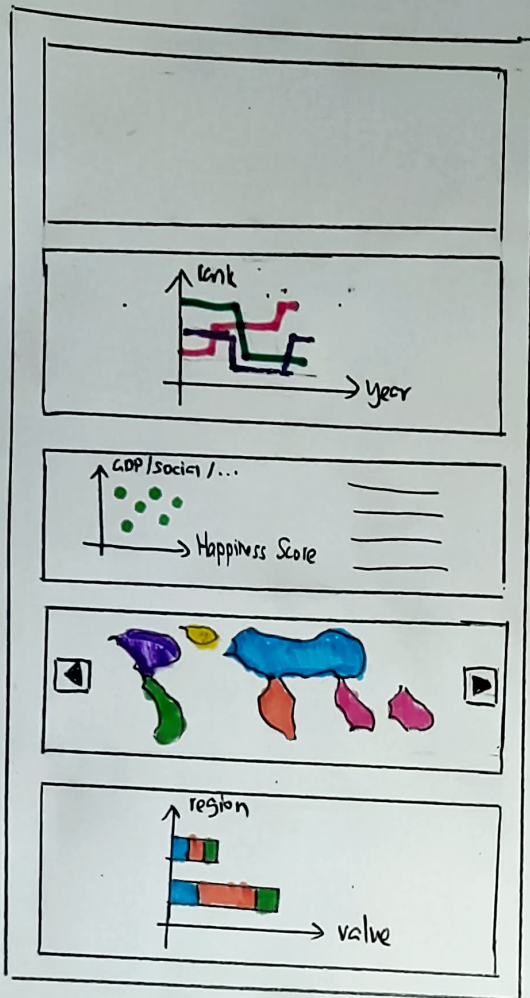 rank
year
GDP/social/...
Happiness Score
region
value